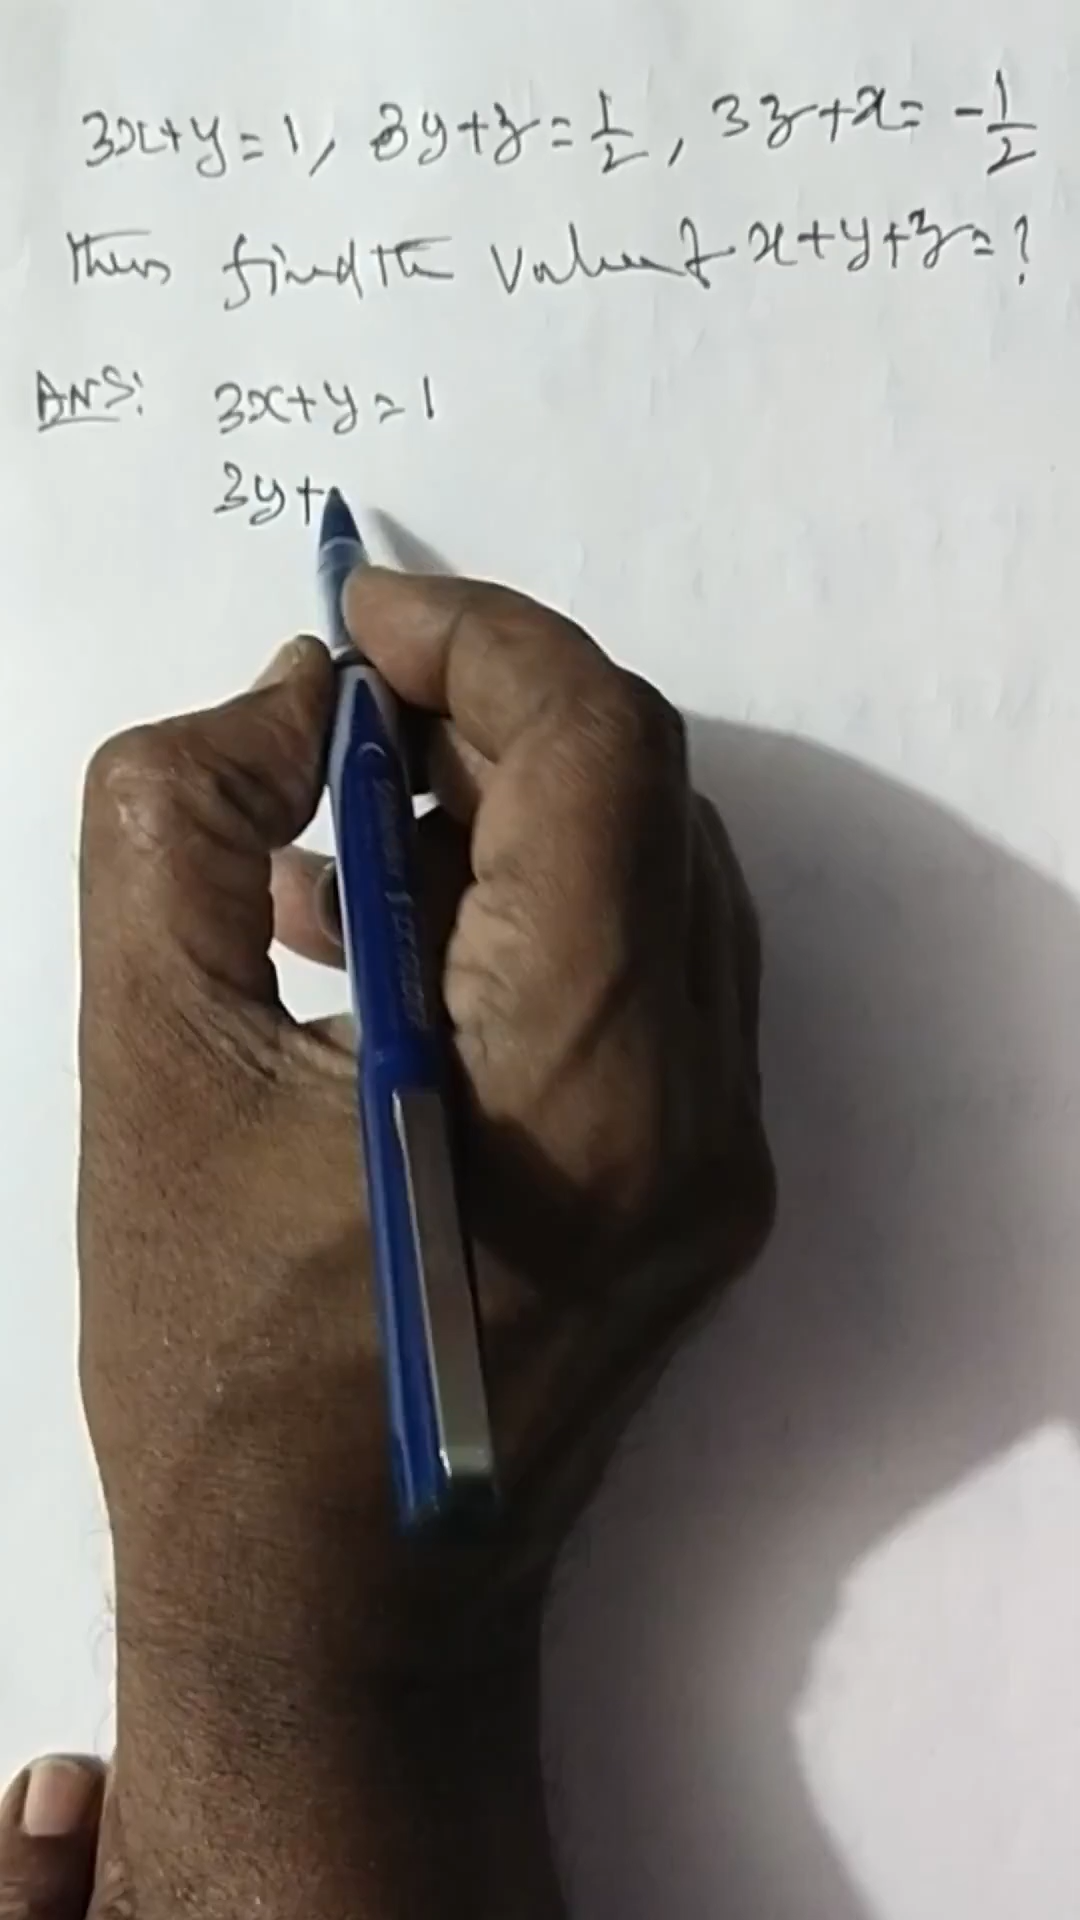 3x+y=1, 3y+z=1/2, 3z+x=-1/2
then find the value of x+y+z=?
ANS: 3x+y=1
3y+